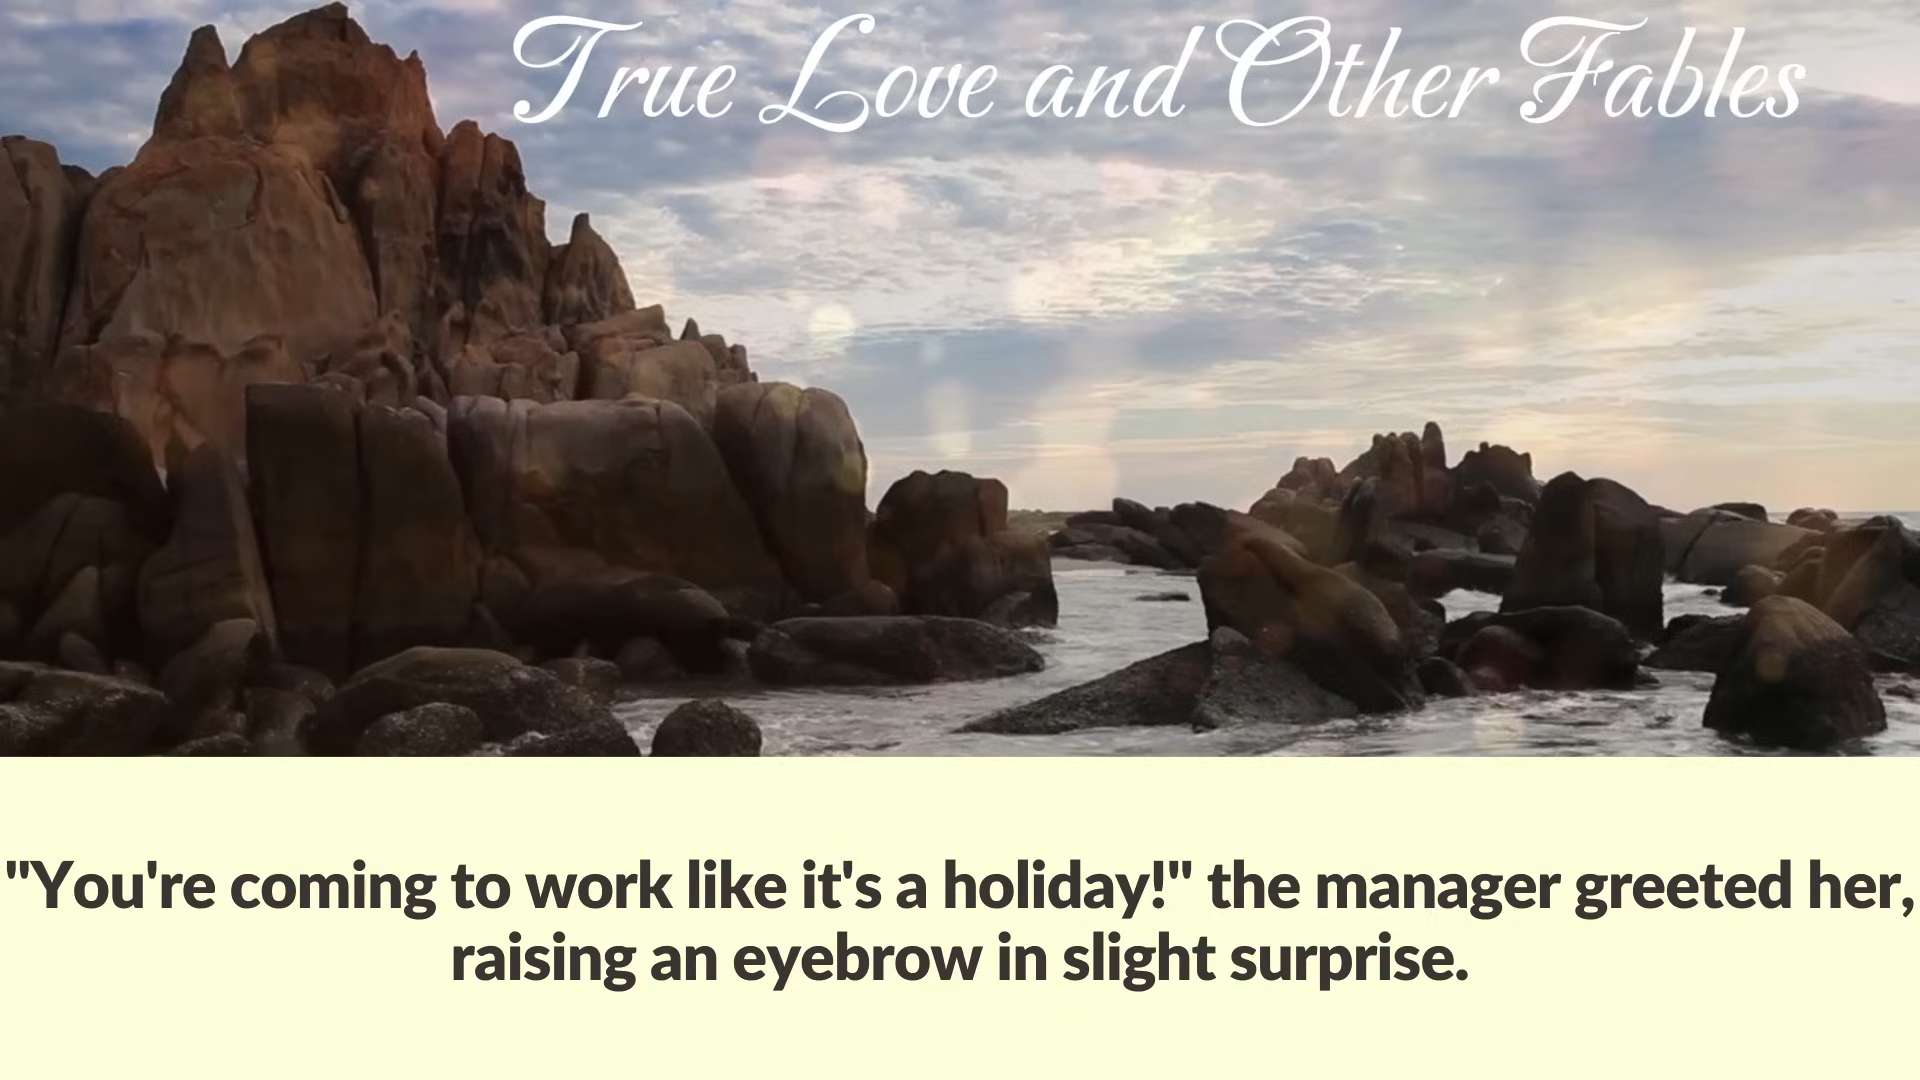 True Love and Other Fables
"You're coming to work like it's a holiday!" the manager greeted her,
raising an eyebrow in slight surprise.